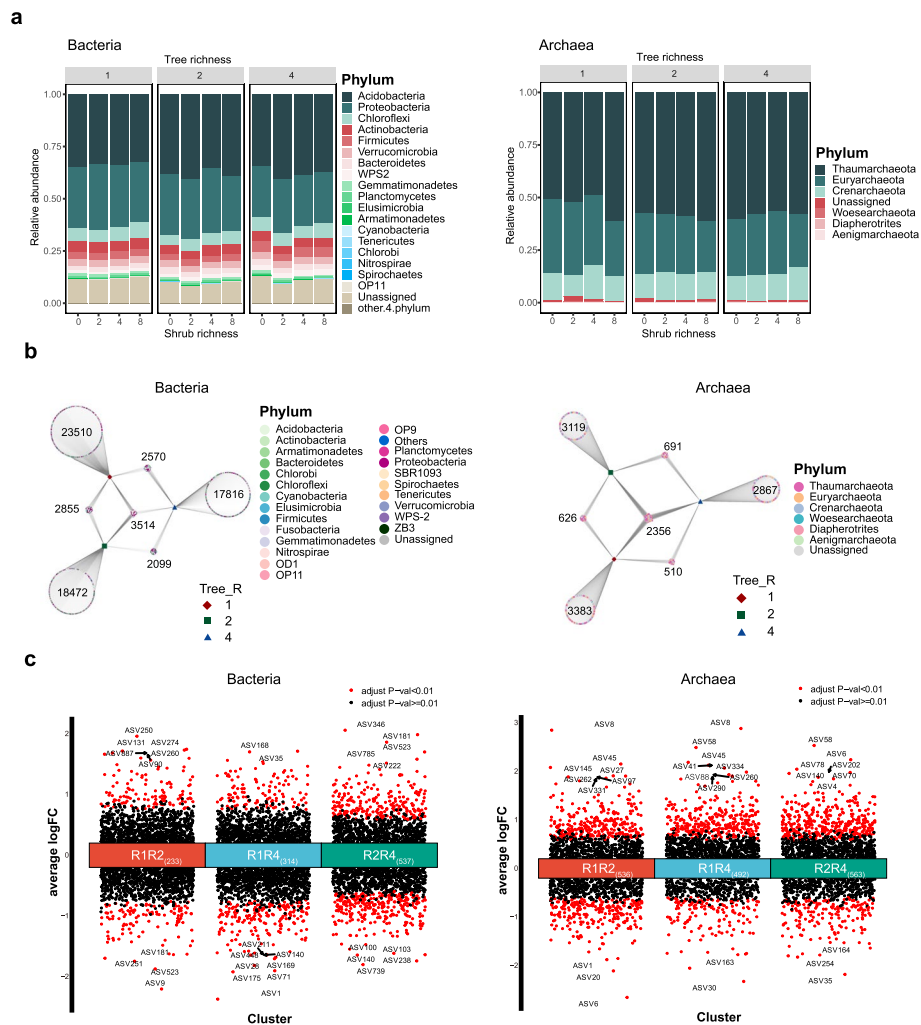 a
Bacteria
Tree richness
1 2 4
Relative abundance
1.00
0.75
0.50
0.25
0.00
0 2 4 8 0 2 4 8 0 2 4 8
Shrub richness
Phylum
Acidobacteria
Proteobacteria
Chloroflexi
Actinobacteria
Firmicutes
Verrucomicrobia
Bacteroidetes
WPS2
Gemmatimonadetes
Planctomycetes
Elusimicrobia
Armatimonadetes
Cyanobacteria
Tenericutes
Chlorobi
Nitrospirae
Spirochaetes
OP11
Unassigned
other.4.phylum
Archaea
Tree richness
1 2 4
Relative abundance
1.00
0.75
0.50
0.25
0.00
0 2 4 8 0 2 4 8 0 2 4 8
Shrub richness
Phylum
Thaumarchaeota
Euryarchaeota
Crenarchaeota
Unassigned
Woesearchaeota
Diapherotrites
Aenigmarchaeota
b
Bacteria
23510
2570
17816
2855
3514
2099
18472
Phylum
Acidobacteria
Actinobacteria
Armatimonadetes
Bacteroidetes
Chlorobi
Chloroflexi
Cyanobacteria
Elusimicrobia
Firmicutes
Fusobacteria
Gemmatimonadetes
Nitrospirae
OD1
OP11
OP9
Others
Planctomycetes
Proteobacteria
SBR1093
Spirochaetes
Tenericutes
Verrucomicrobia
WPS-2
ZB3
Unassigned
Tree_R
1
2
4
Archaea
3119
691
2867
626
2356
510
3383
Phylum
Thaumarchaeota
Euryarchaeota
Crenarchaeota
Woesearchaeota
Diapherotrites
Aenigmarchaeota
Unassigned
Tree_R
1
2
4
c
Bacteria
adjust P-val<0.01
adjust P-val>=0.01
average logFC
2
1
0
−1
−2
ASV250
ASV131 ASV274
ASV387 ASV260
ASV90
ASV168
ASV35
ASV346
ASV181
ASV523
ASV785
ASV222
R1R2(233) R1R4(314) R2R4(537)
ASV181
ASV251
ASV523
ASV9
ASV211
ASV140
ASV169
ASV175 ASV71
ASV1
ASV100 ASV103
ASV140 ASV238
ASV739
Cluster
Archaea
adjust P-val<0.01
adjust P-val>=0.01
average logFC
3
2
1
0
−1
−2
ASV8
ASV45
ASV145 ASV27
ASV262 ASV97
ASV331
ASV8
ASV58
ASV45
ASV41 ASV334
ASV88 ASV260
ASV290
ASV58
ASV6
ASV78 ASV202
ASV140 ASV70
ASV4
R1R2(536) R1R4(492) R2R4(563)
ASV1
ASV20
ASV6
ASV163
ASV30
ASV164
ASV254
ASV35
Cluster